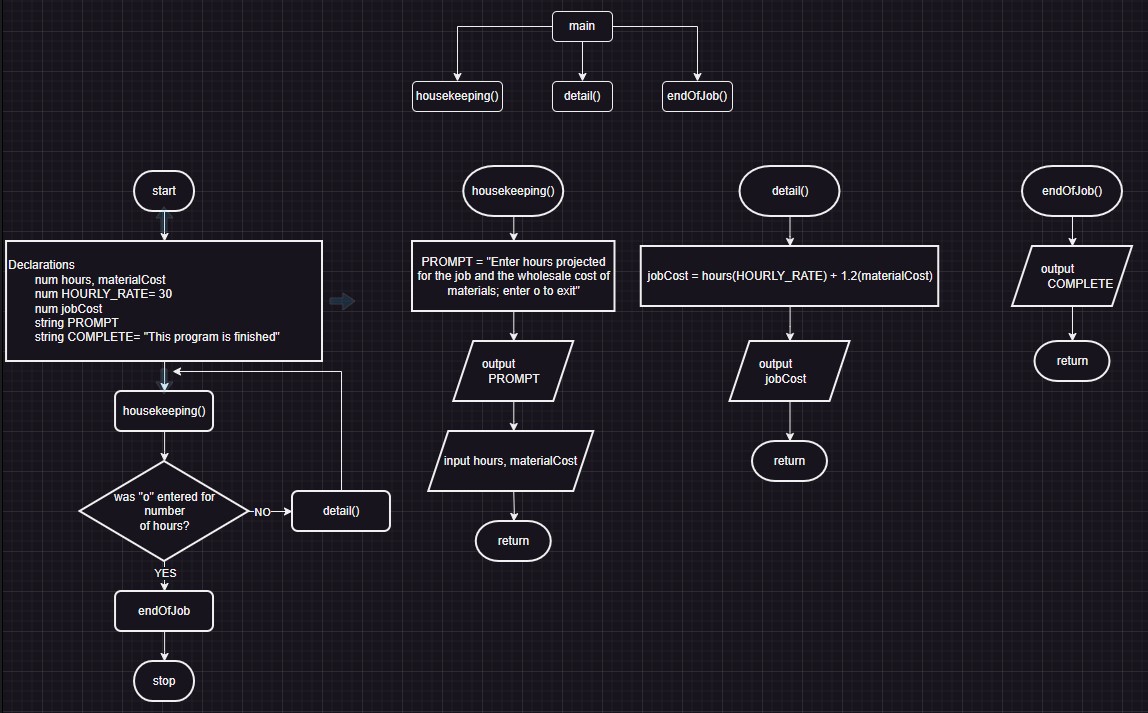 main
housekeeping()
detail()
endOfJob()
start
Declarations
num hours, materialCost
num HOURLY_RATE= 30
num jobCost
string PROMPT
string COMPLETE= "This program is finished"
housekeeping()
was "o" entered for
number
of hours?
NO
detail()
YES
endOfJob
stop
housekeeping()
PROMPT = "Enter hours projected
for the job and the wholesale cost of
materials; enter o to exit"
output
PROMPT
input hours, materialCost
return
detail()
jobCost = hours(HOURLY_RATE) + 1.2(materialCost)
output
jobCost
return
endOfJob()
output
COMPLETE
return